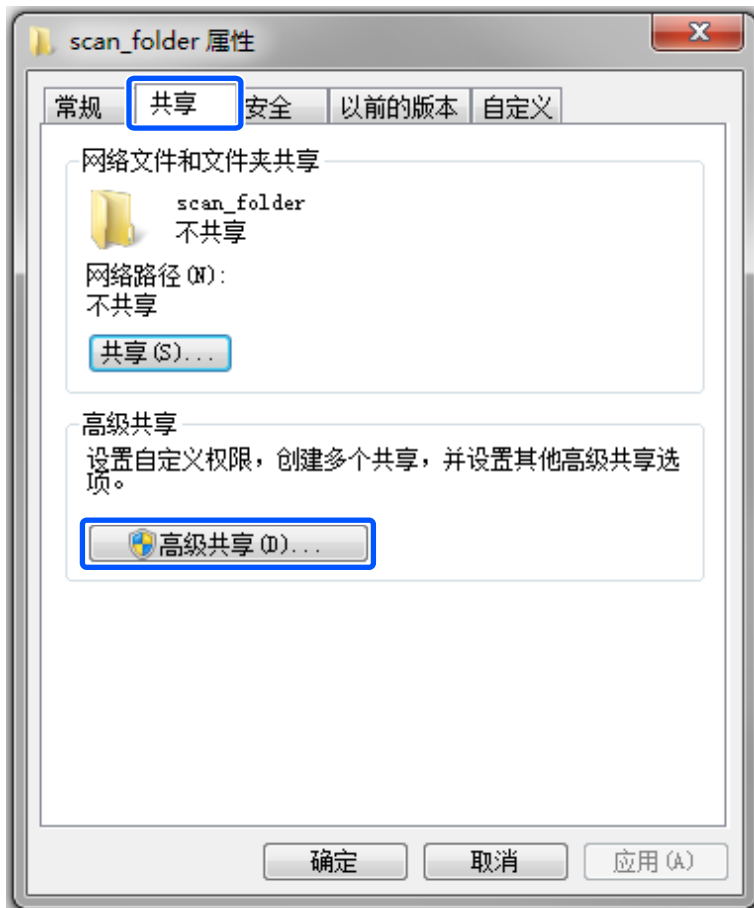 scan_folder 属性
x
常规 共享 安全 以前的版本 自定义
网络文件和文件夹共享
scan_folder
不共享
网络路径(N):
不共享
共享(S)...
高级共享
设置自定义权限，创建多个共享，并设置其他高级共享选
项。
高级共享(D)...
确定 取消 应用(A)